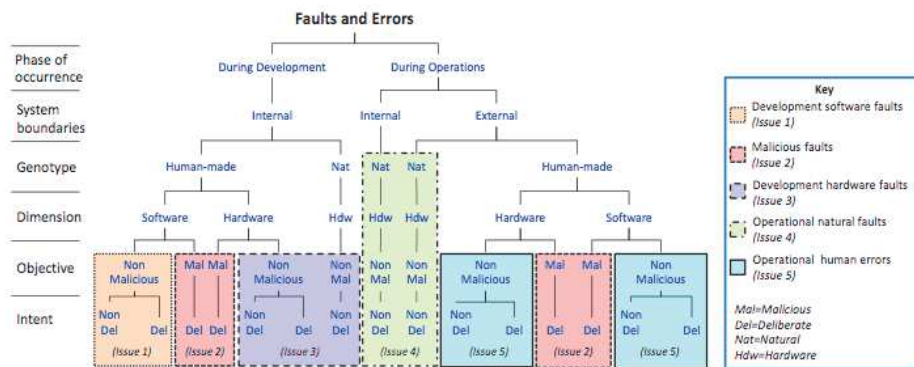 Faults and Errors
Phase of occurrence
During Development During Operations
System boundaries
Internal Internal External
Genotype
Human-made Nat Nat Nat Human-made
Dimension
Software Hardware Hdw Hdw Hdw Hardware Software
Objective
Non Malicious Mal Mal Non Malicious Non Mal Non Mal Non Mal Non Malicious Mal Mal Non Malicious
Intent
Non Del Del Del Del Non Del Del Non Del Non Del Non Del Non Del Del Del Del Non Del Del
(Issue 1) (Issue 2) (Issue 3) (Issue 4) (Issue 5) (Issue 2) (Issue 5)
Key
Development software faults
(Issue 1)
Malicious faults
(Issue 2)
Development hardware faults
(Issue 3)
Operational natural faults
(Issue 4)
Operational human errors
(Issue 5)
Mal=Malicious
Del=Deliberate
Nat=Natural
Hdw=Hardware